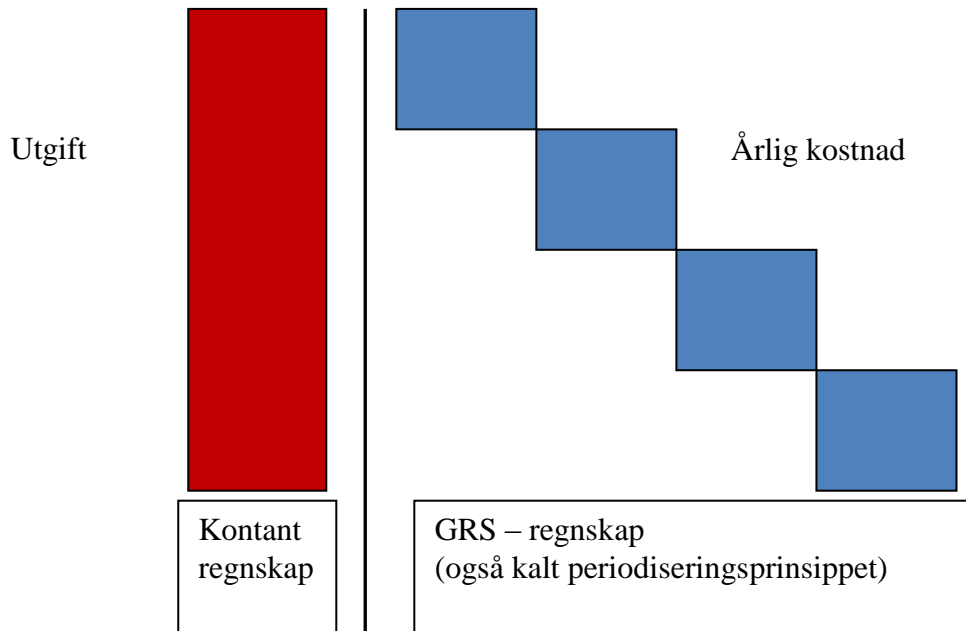 Utgift
Årlig kostnad
Kontant
regnskap
GRS – regnskap
(også kalt periodiseringsprinsippet)